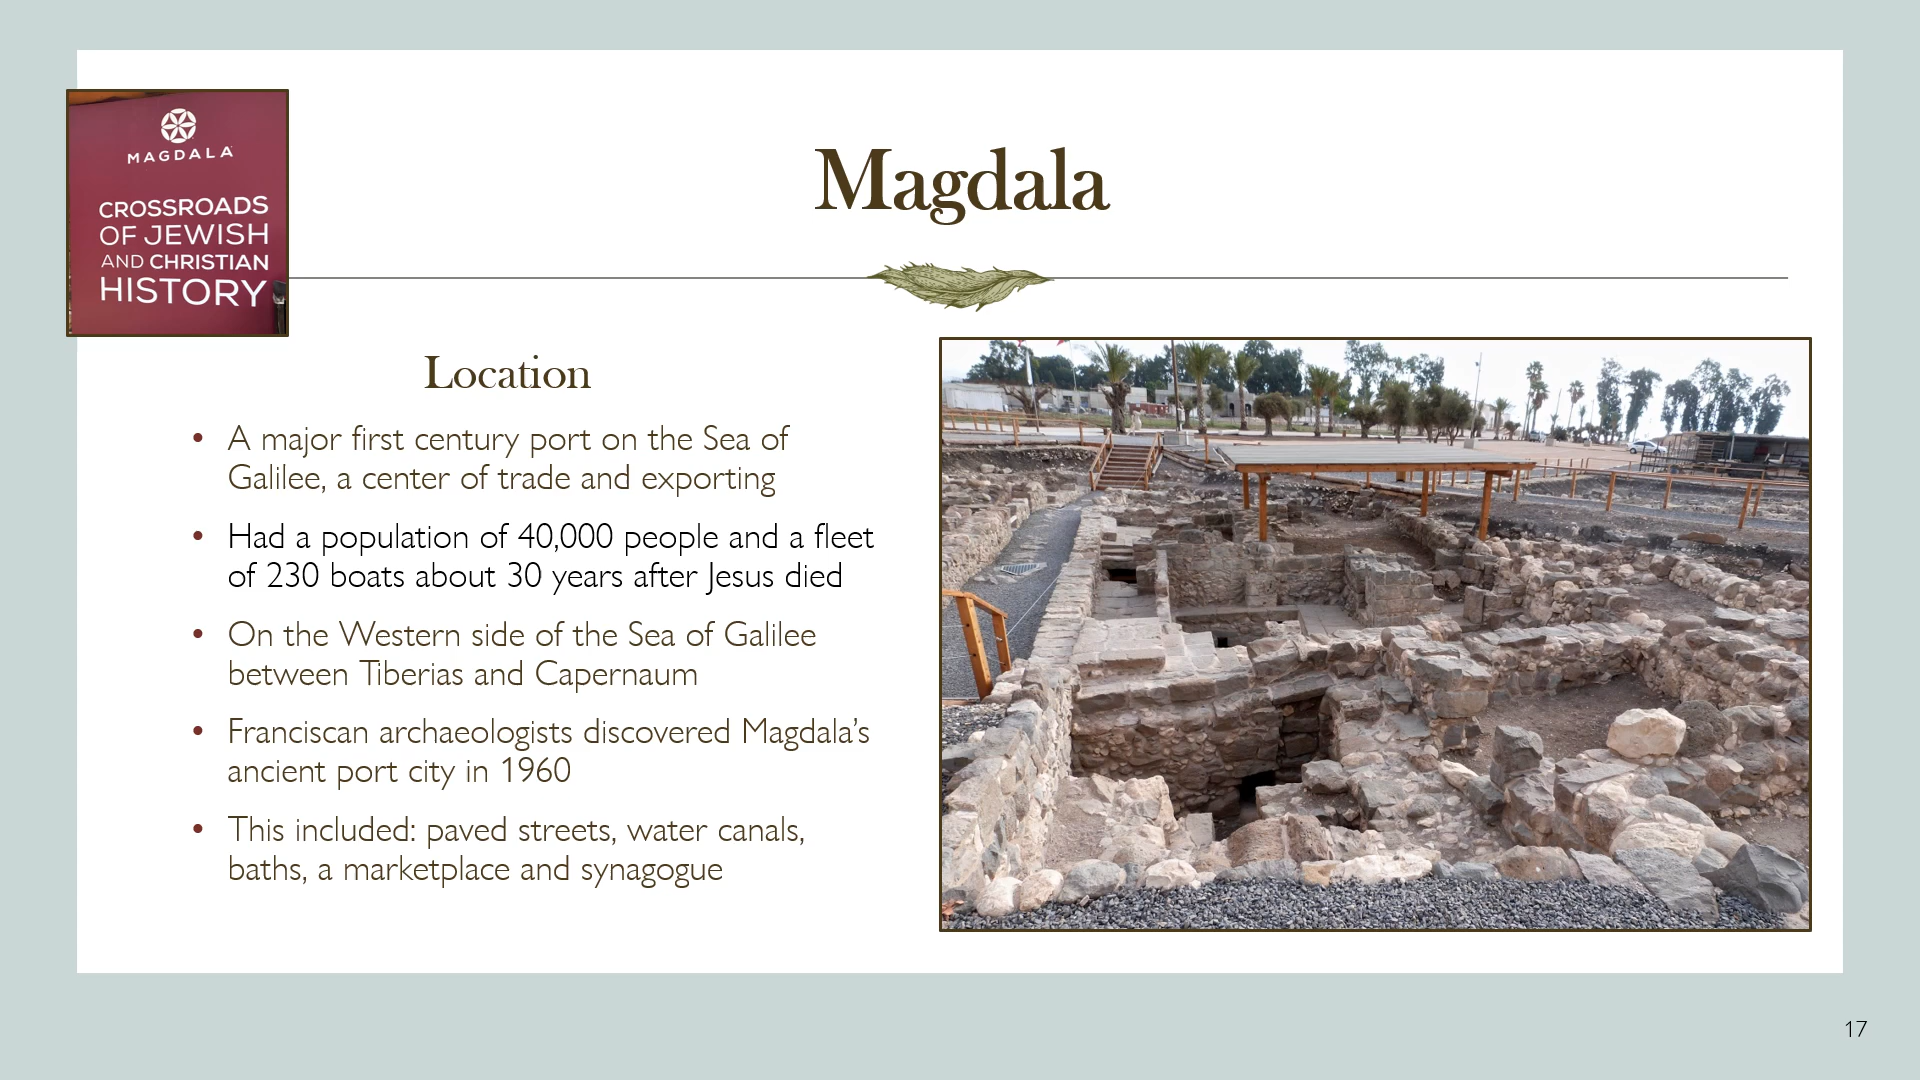 MAGDALA
CROSSROADS
OF JEWISH
AND CHRISTIAN
HISTORY
Magdala
Location
• A major first century port on the Sea of
Galilee, a center of trade and exporting
• Had a population of 40,000 people and a fleet
of 230 boats about 30 years after Jesus died
• On the Western side of the Sea of Galilee
between Tiberias and Capernaum
• Franciscan archaeologists discovered Magdala’s
ancient port city in 1960
• This included: paved streets, water canals,
baths, a marketplace and synagogue
17